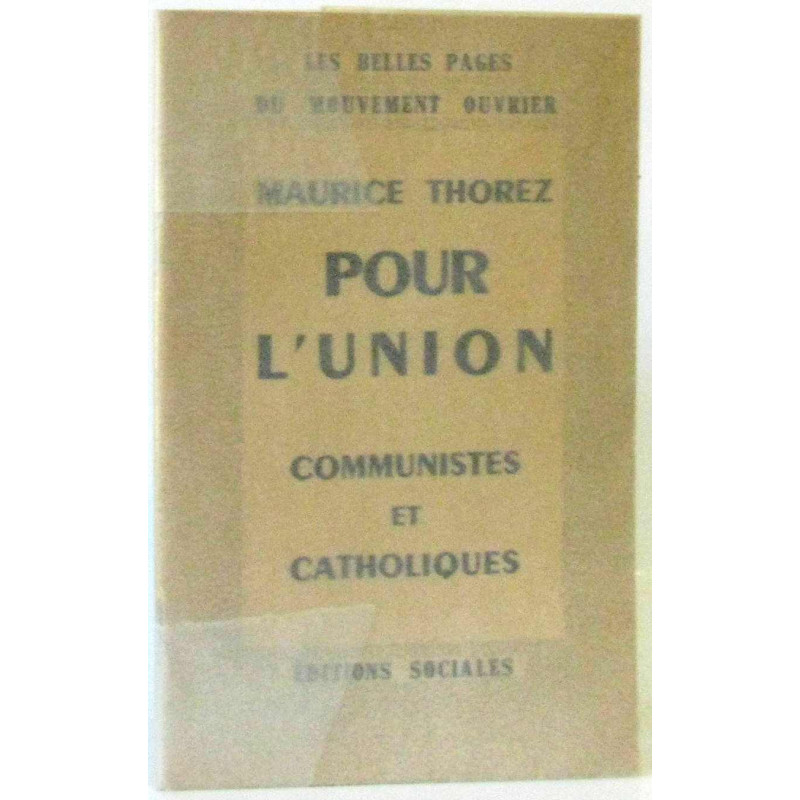 LES BELLES PAGES
DU MOUVEMENT OUVRIER
MAURICE THOREZ
POUR
L'UNION
COMMUNISTES
ET
CATHOLIQUES
ÉDITIONS SOCIALES